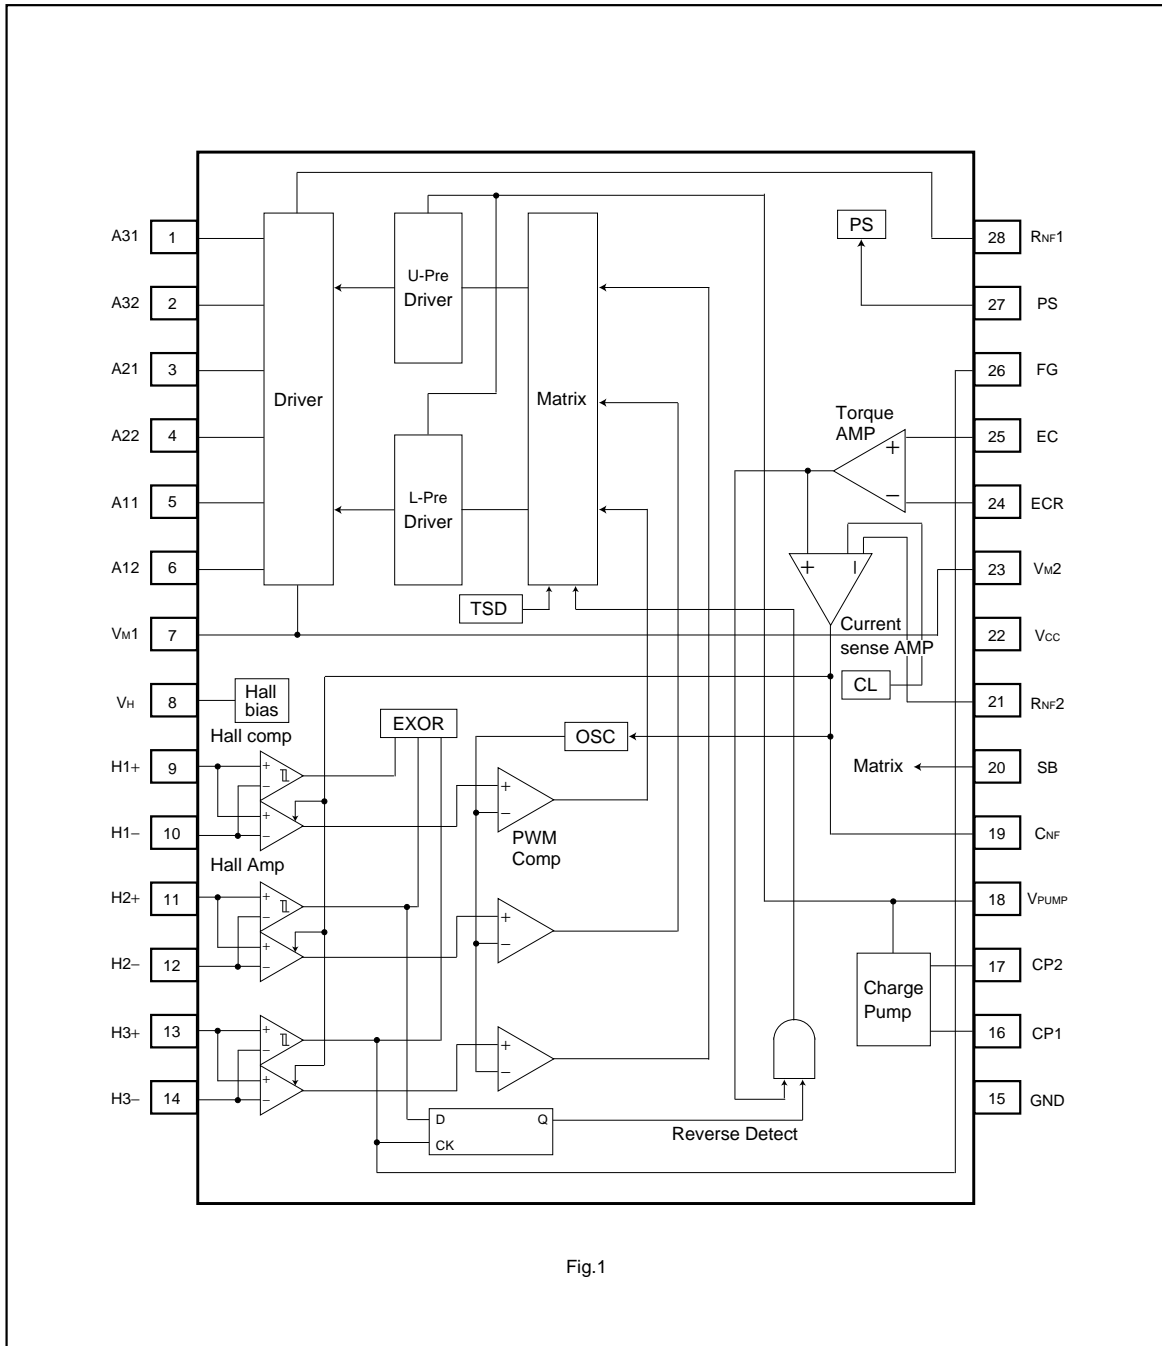 A31 1
A32 2
A21 3
A22 4
A11 5
A12 6
VM1 7
VH 8
H1+ 9
H1− 10
H2+ 11
H2− 12
H3+ 13
H3− 14
28 RNF1
27 PS
26 FG
25 EC
24 ECR
23 VM2
22 VCC
21 RNF2
20 SB
19 CNF
18 VPUMP
17 CP2
16 CP1
15 GND
Driver
U-Pre
Driver
L-Pre
Driver
Matrix
PS
Torque
AMP
+
−
+
−
Current
sense AMP
TSD
CL
Hall
bias
Hall comp
EXOR
OSC
Matrix
+
−
+
−
+
−
PWM
Comp
Hall Amp
+
−
+
−
+
−
Charge
Pump
+
−
+
−
+
−
D
Q
CK
Reverse Detect
Fig.1